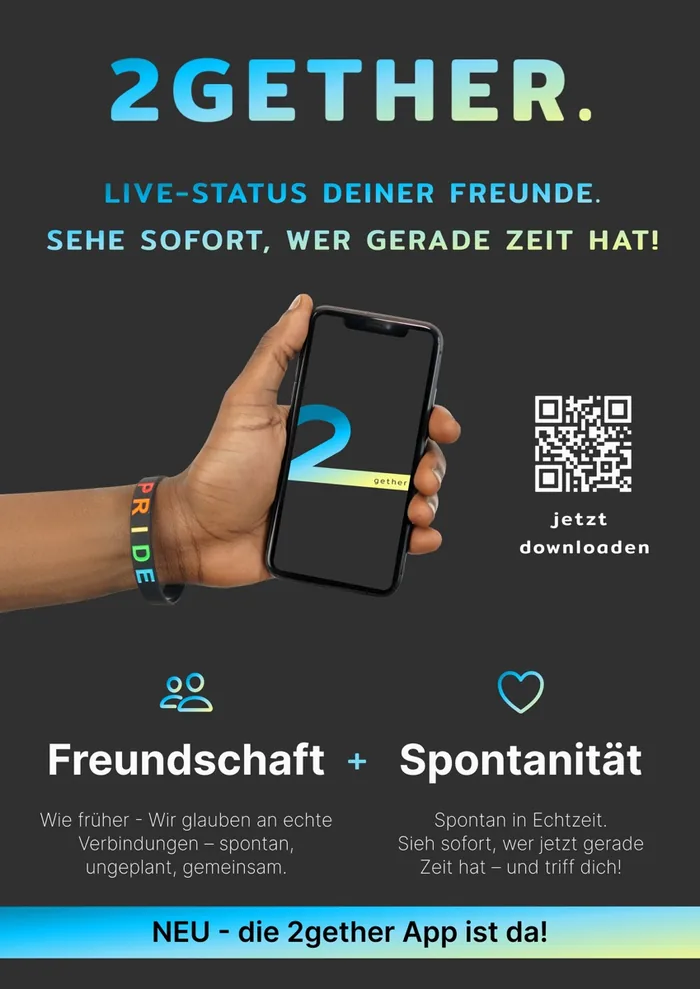 2GETHER.
LIVE-STATUS DEINER FREUNDE.
SEHE SOFORT, WER GERADE ZEIT HAT!
2
gether
PRIDE
jetzt
downloaden
Freundschaft + Spontanität
Wie früher - Wir glauben an echte
Verbindungen – spontan,
ungeplant, gemeinsam.
Spontan in Echtzeit.
Sieh sofort, wer jetzt gerade
Zeit hat – und triff dich!
NEU - die 2gether App ist da!